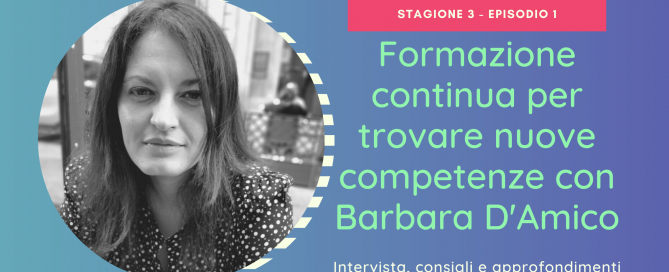 STAGIONE 3 - EPISODIO 1
Formazione
continua per
trovare nuove
competenze con
Barbara D'Amico
Intervista, consigli e approfondimenti